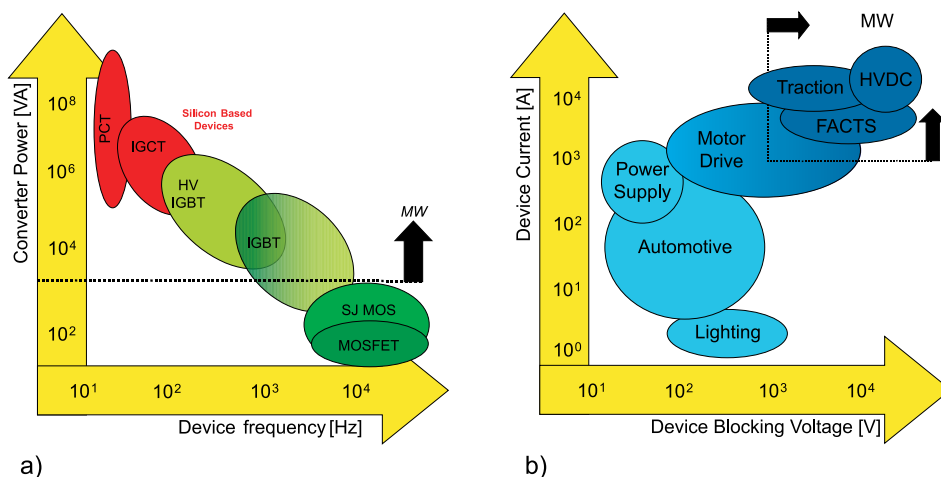 Converter Power [VA]
10⁸
10⁶
10⁴
10²
PCT
IGCT
Silicon Based
Devices
HV
IGBT
IGBT
MW
SJ MOS
MOSFET
10¹
10²
10³
10⁴
Device frequency [Hz]
a)
Device Current [A]
10⁴
10³
10²
10¹
10⁰
MW
Traction
HVDC
FACTS
Motor
Drive
Power
Supply
Automotive
Lighting
10¹
10²
10³
10⁴
Device Blocking Voltage [V]
b)